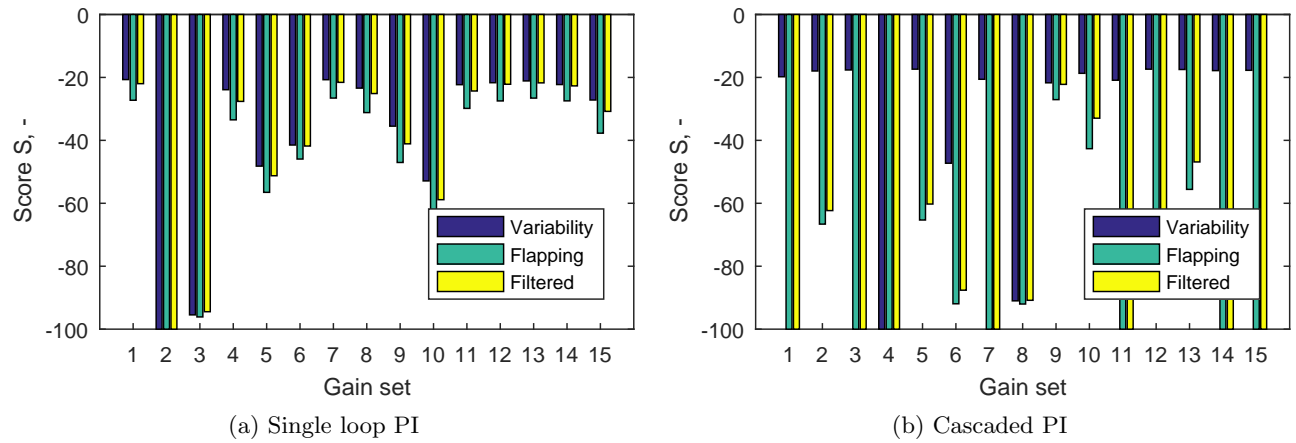 0
-20
-40
-60
-80
-100
Score S, -
Variability
Flapping
Filtered
1 2 3 4 5 6 7 8 9 10 11 12 13 14 15
Gain set
(a) Single loop PI
0
-20
-40
-60
-80
-100
Score S, -
Variability
Flapping
Filtered
1 2 3 4 5 6 7 8 9 10 11 12 13 14 15
Gain set
(b) Cascaded PI